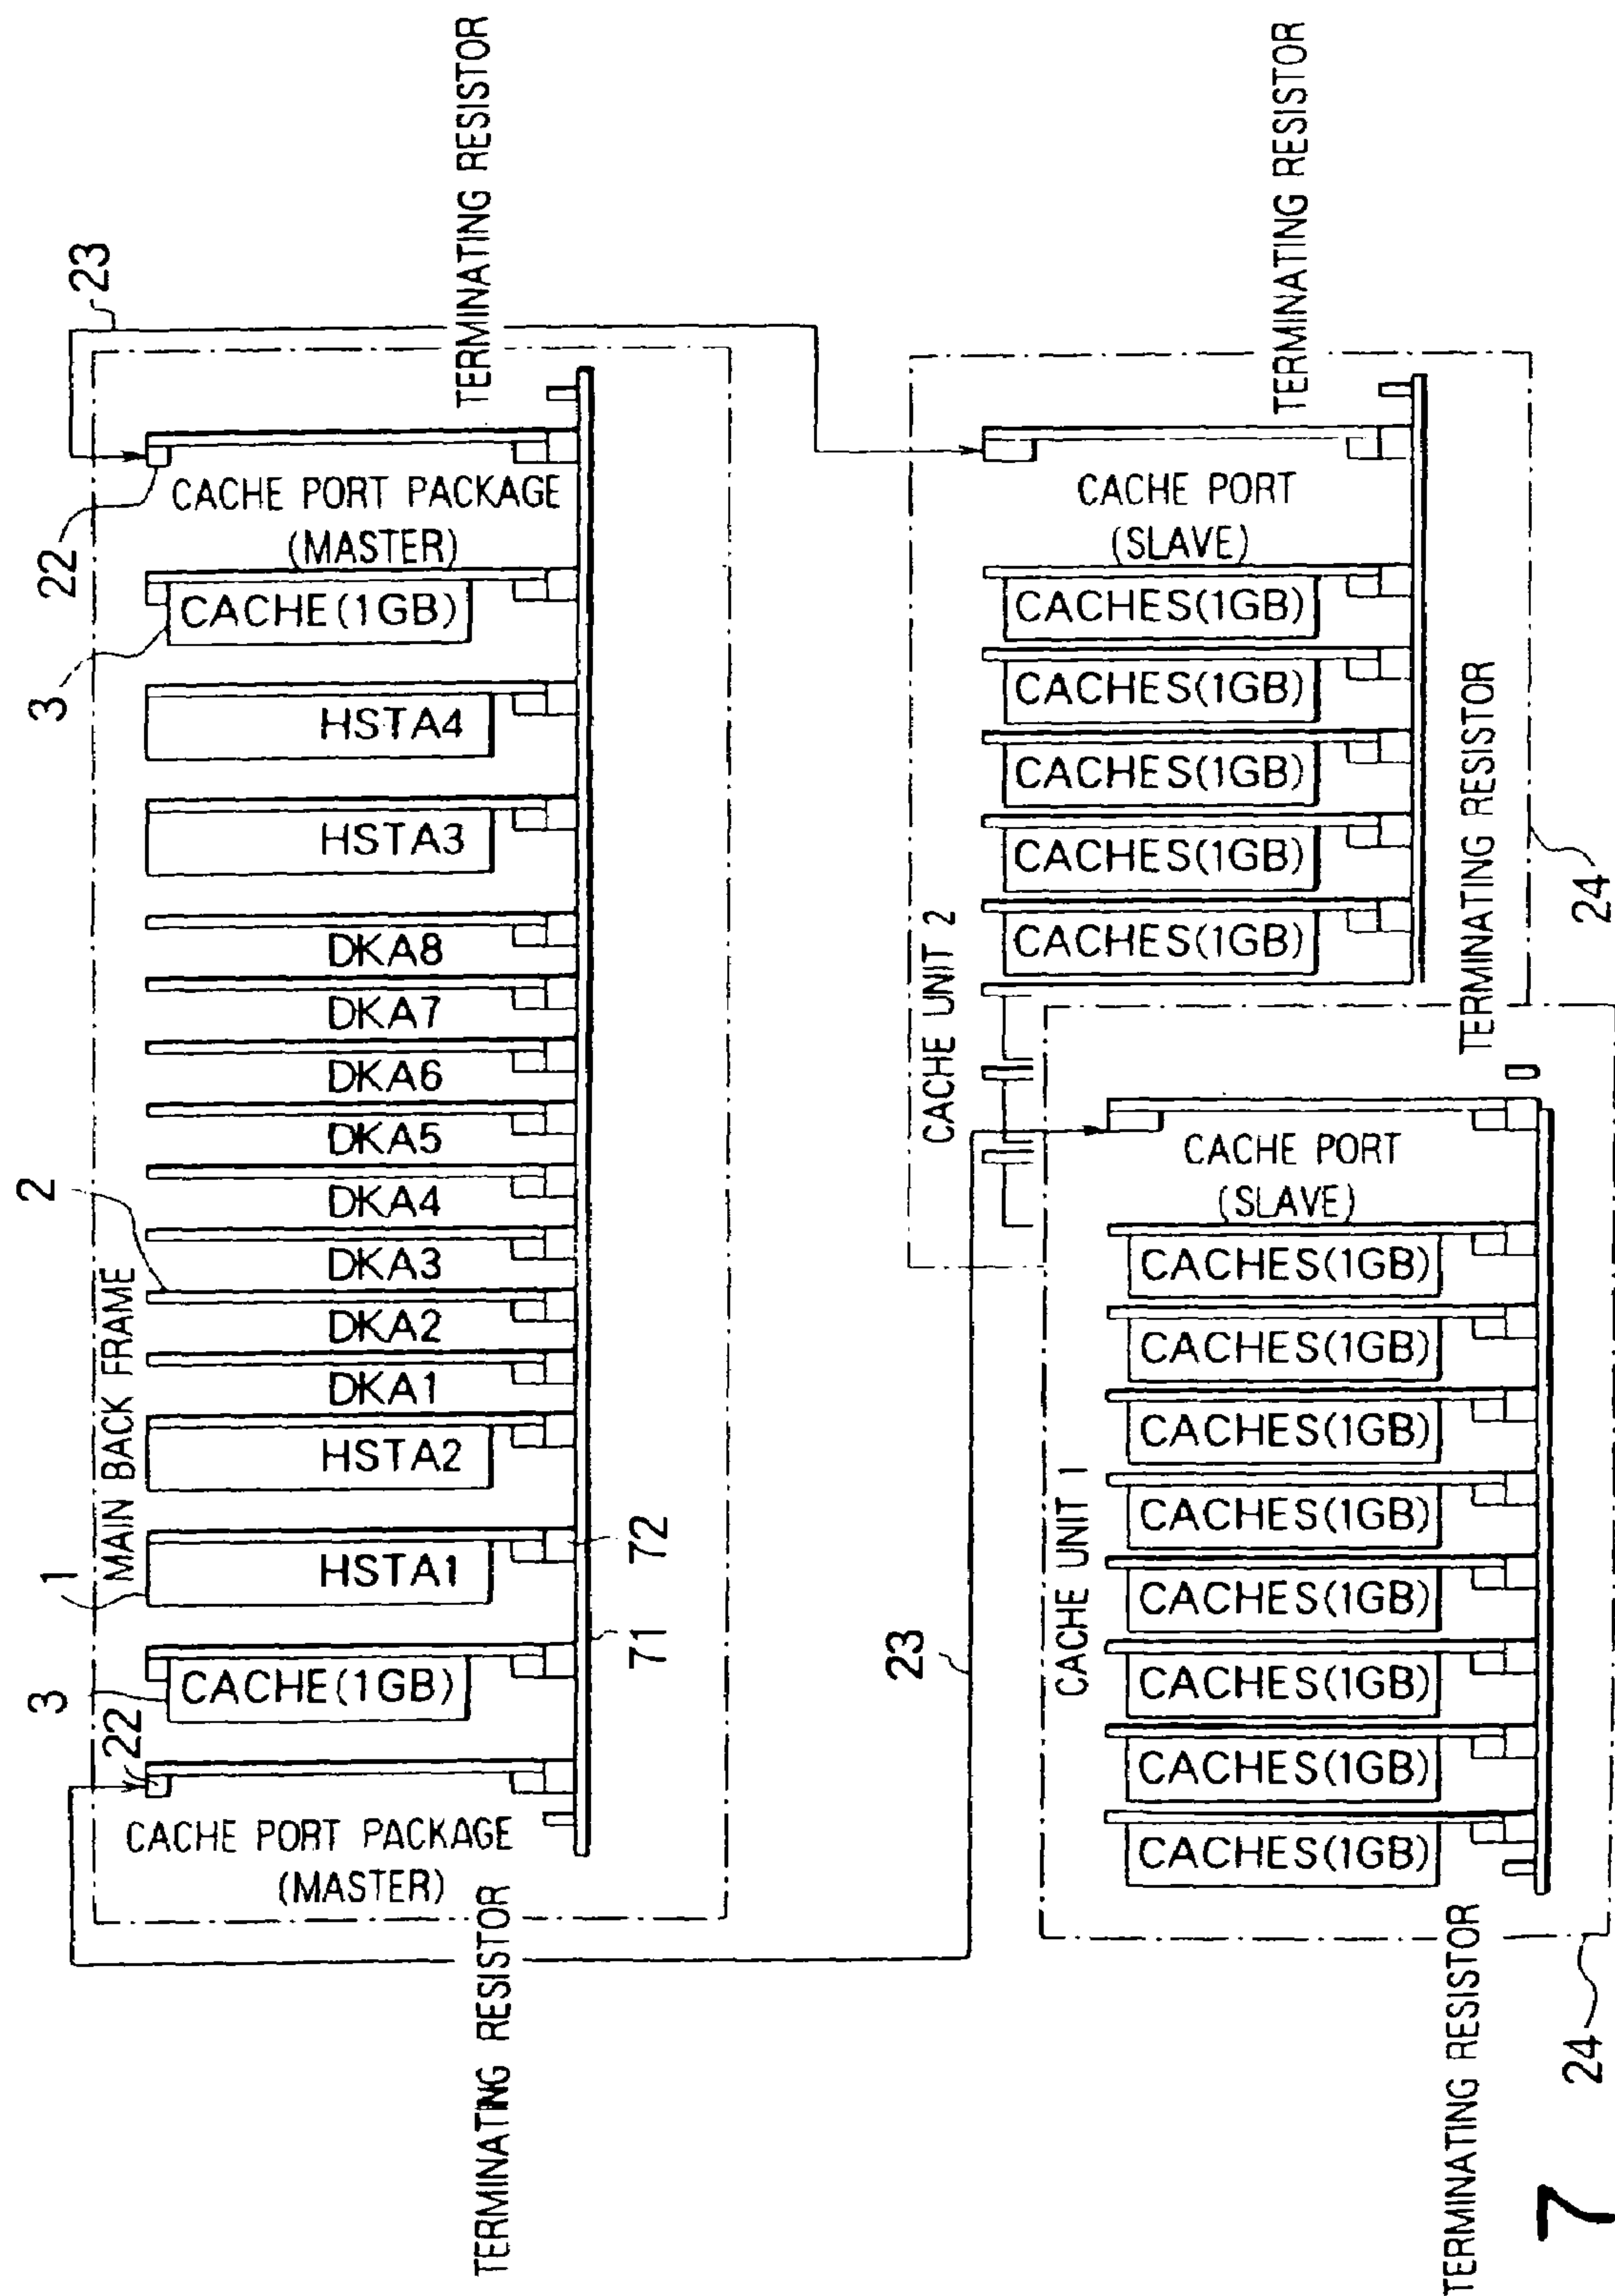 23
TERMINATING RESISTOR
22
CACHE PORT PACKAGE
(MASTER)
3
CACHE(1GB)
HSTA4
HSTA3
DKA8
DKA7
DKA6
DKA5
DKA4
2
DKA3
DKA2
DKA1
MAIN BACK FRAME
HSTA2
1
HSTA1
72
71
3
CACHE(1GB)
22
CACHE PORT PACKAGE
(MASTER)
TERMINATING RESISTOR
TERMINATING RESISTOR
CACHE PORT
(SLAVE)
CACHES(1GB)
CACHES(1GB)
CACHES(1GB)
CACHES(1GB)
CACHES(1GB)
CACHE UNIT 2
TERMINATING RESISTOR
24
CACHE PORT
(SLAVE)
CACHES(1GB)
CACHES(1GB)
CACHES(1GB)
CACHES(1GB)
CACHES(1GB)
CACHES(1GB)
CACHES(1GB)
CACHES(1GB)
CACHE UNIT 1
23
TERMINATING RESISTOR
24
7